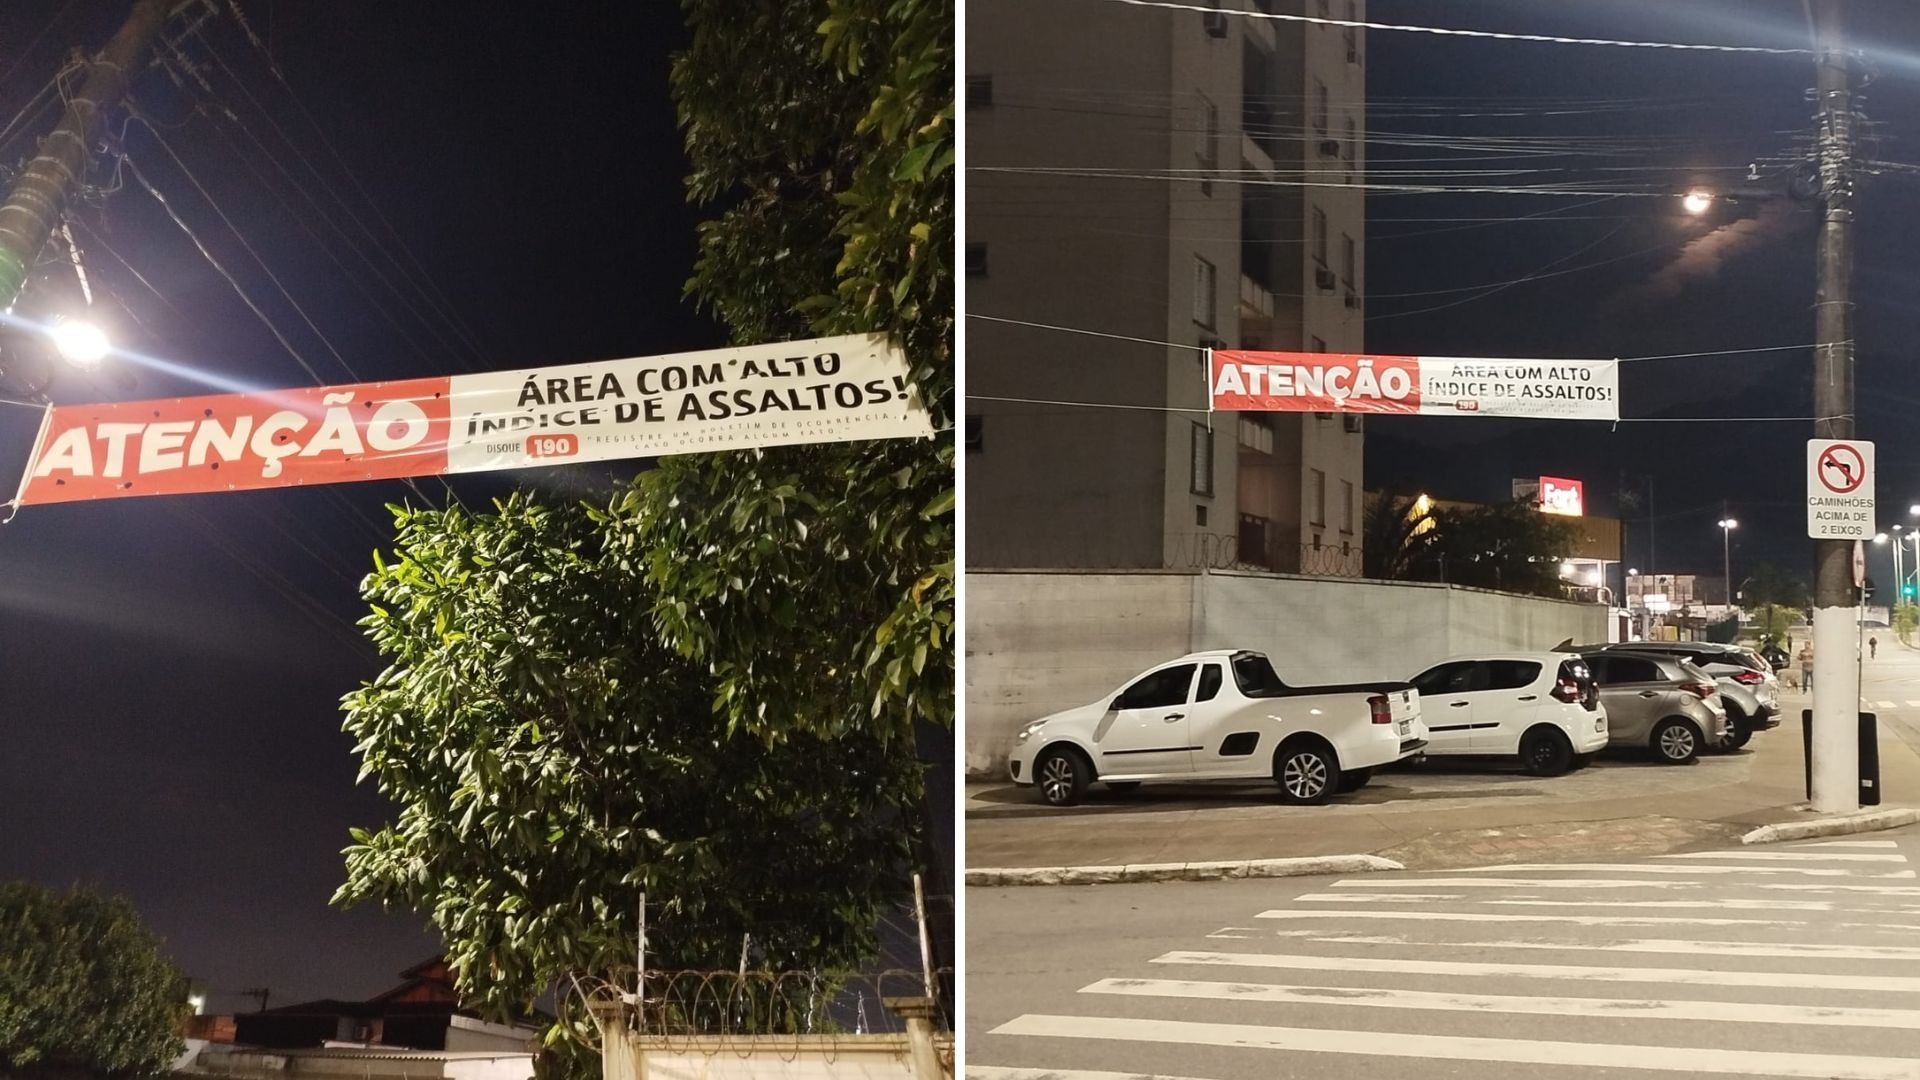 ATENÇÃO
ÁREA COM ALTO
ÍNDICE DE ASSALTOS!
DISQUE 190
"REGISTRE UM BOLETIM DE OCORRÊNCIA,
CASO OCORRA ALGUM FATO."
ATENÇÃO
ÁREA COM ALTO
ÍNDICE DE ASSALTOS!
190
Fort
CAMINHÕES
ACIMA DE
2 EIXOS